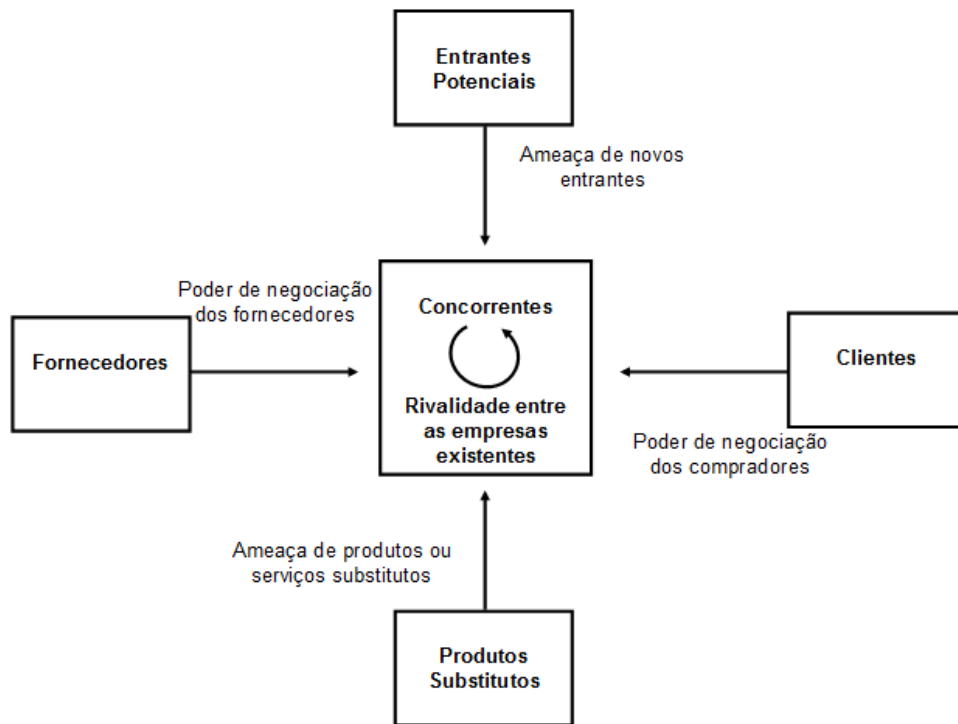 Entrantes
Potenciais
Ameaça de novos
entrantes
Poder de negociação
dos fornecedores
Fornecedores
Concorrentes
Rivalidade entre
as empresas
existentes
Clientes
Poder de negociação
dos compradores
Ameaça de produtos ou
serviços substitutos
Produtos
Substitutos